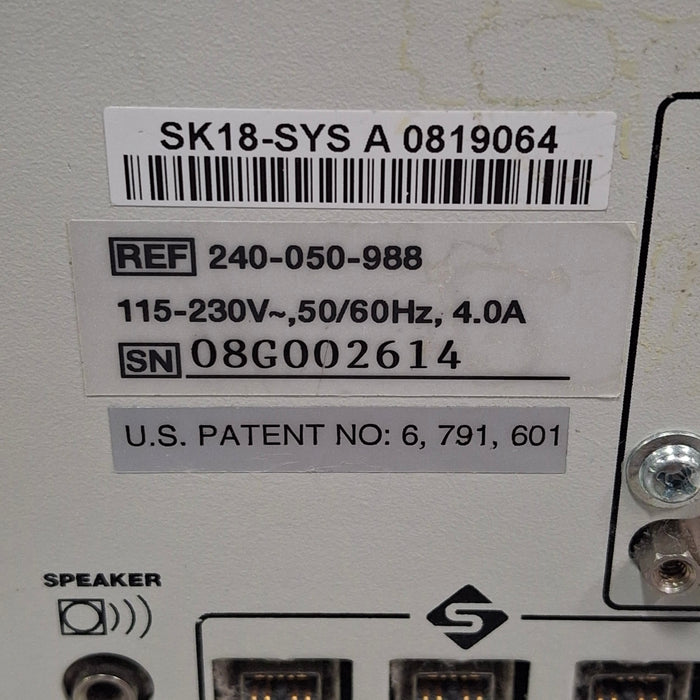 SK18-SYS A 0819064
REF 240-050-988
115-230V~,50/60Hz, 4.0A
SN 08G002614
U.S. PATENT NO: 6, 791, 601
SPEAKER